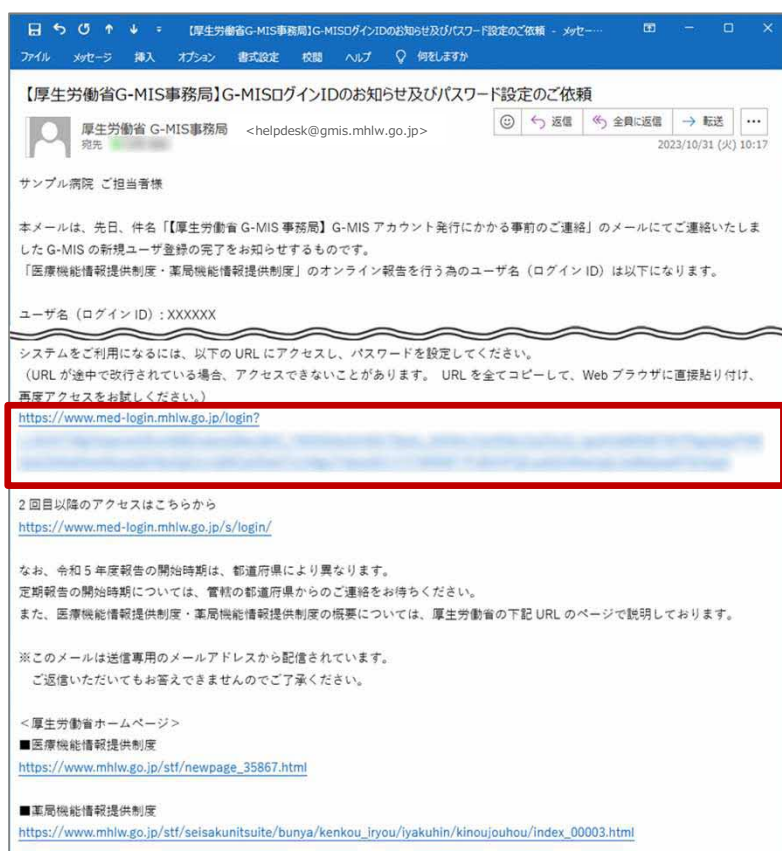 【厚生労働省G-MIS事務局】G-MISログインIDのお知らせ及びパスワード設定のご依頼 - メッセ…
ファイル メッセージ 挿入 オプション 書式設定 校閲 ヘルプ 何をしますか
【厚生労働省G-MIS事務局】G-MISログインIDのお知らせ及びパスワード設定のご依頼
厚生労働省 G-MIS事務局 <helpdesk@gmis.mhlw.go.jp>
返信 全員に返信 転送 …
宛先
2023/10/31 (火) 10:17
サンプル病院 ご担当者様
本メールは、先日、件名「【厚生労働省 G-MIS 事務局】G-MIS アカウント発行にかかる事前のご連絡」のメールにてご連絡いたしま
した G-MIS の新規ユーザ登録の完了をお知らせするものです。
「医療機能情報提供制度・薬局機能情報提供制度」のオンライン報告を行う為のユーザ名（ログイン ID）は以下になります。
ユーザ名（ログイン ID）: XXXXXX
システムをご利用になるには、以下の URL にアクセスし、パスワードを設定してください。
（URL が途中で改行されている場合、アクセスできないことがあります。 URL を全てコピーして、Web ブラウザに直接貼り付け、
再度アクセスをお試しください。）
https://www.med-login.mhlw.go.jp/login?
2 回目以降のアクセスはこちらから
https://www.med-login.mhlw.go.jp/s/login/
なお、令和 5 年度報告の開始時期は、都道府県により異なります。
定期報告の開始時期については、管轄の都道府県からのご連絡をお待ちください。
また、医療機能情報提供制度・薬局機能情報提供制度の概要については、厚生労働省の下記 URL のページで説明しております。
※このメールは送信専用のメールアドレスから配信されています。
ご返信いただいてもお答えできませんのでご了承ください。
＜厚生労働省ホームページ＞
■医療機能情報提供制度
https://www.mhlw.go.jp/stf/newpage_35867.html
■薬局機能情報提供制度
https://www.mhlw.go.jp/stf/seisakunitsuite/bunya/kenkou_iryou/iyakuhin/kinoujouhou/index_00003.html